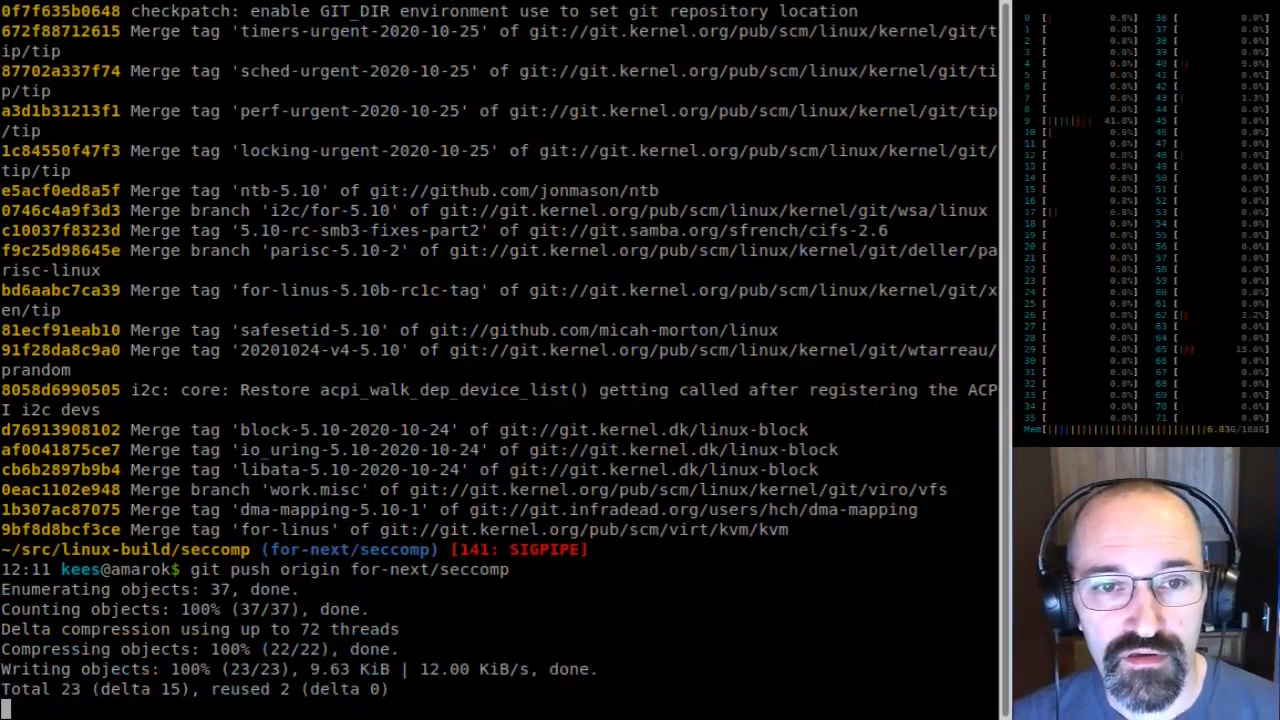 0f7f635b0648 checkpatch: enable GIT_DIR environment use to set git repository location
672f88712615 Merge tag 'timers-urgent-2020-10-25' of git://git.kernel.org/pub/scm/linux/kernel/git/t
ip/tip
87702a337f74 Merge tag 'sched-urgent-2020-10-25' of git://git.kernel.org/pub/scm/linux/kernel/git/ti
p/tip
a3d1b31213f1 Merge tag 'perf-urgent-2020-10-25' of git://git.kernel.org/pub/scm/linux/kernel/git/tip
/tip
1c84550f47f3 Merge tag 'locking-urgent-2020-10-25' of git://git.kernel.org/pub/scm/linux/kernel/git/
tip/tip
e5acf0ed8a5f Merge tag 'ntb-5.10' of git://github.com/jonmason/ntb
0746c4a9f3d3 Merge branch 'i2c/for-5.10' of git://git.kernel.org/pub/scm/linux/kernel/git/wsa/linux
c10037f8323d Merge tag '5.10-rc-smb3-fixes-part2' of git://git.samba.org/sfrench/cifs-2.6
f9c25d98645e Merge branch 'parisc-5.10-2' of git://git.kernel.org/pub/scm/linux/kernel/git/deller/pa
risc-linux
bd6aabc7ca39 Merge tag 'for-linus-5.10b-rc1c-tag' of git://git.kernel.org/pub/scm/linux/kernel/git/x
en/tip
81ecf91eab10 Merge tag 'safesetid-5.10' of git://github.com/micah-morton/linux
91f28da8c9a0 Merge tag '20201024-v4-5.10' of git://git.kernel.org/pub/scm/linux/kernel/git/wtarreau/
prandom
8058d6990505 i2c: core: Restore acpi_walk_dep_device_list() getting called after registering the ACP
I i2c devs
d76913908102 Merge tag 'block-5.10-2020-10-24' of git://git.kernel.dk/linux-block
af0041875ce7 Merge tag 'io_uring-5.10-2020-10-24' of git://git.kernel.dk/linux-block
cb6b2897b9b4 Merge tag 'libata-5.10-2020-10-24' of git://git.kernel.dk/linux-block
0eac1102e948 Merge branch 'work.misc' of git://git.kernel.org/pub/scm/linux/kernel/git/viro/vfs
1b307ac87075 Merge tag 'dma-mapping-5.10-1' of git://git.infradead.org/users/hch/dma-mapping
9bf8d8bcf3ce Merge tag 'for-linus' of git://git.kernel.org/pub/scm/virt/kvm/kvm
~/src/linux-build/seccomp (for-next/seccomp) [141: SIGPIPE]
12:11 kees@amarok$ git push origin for-next/seccomp
Enumerating objects: 37, done.
Counting objects: 100% (37/37), done.
Delta compression using up to 72 threads
Compressing objects: 100% (22/22), done.
Writing objects: 100% (23/23), 9.63 KiB | 12.00 KiB/s, done.
Total 23 (delta 15), reused 2 (delta 0)